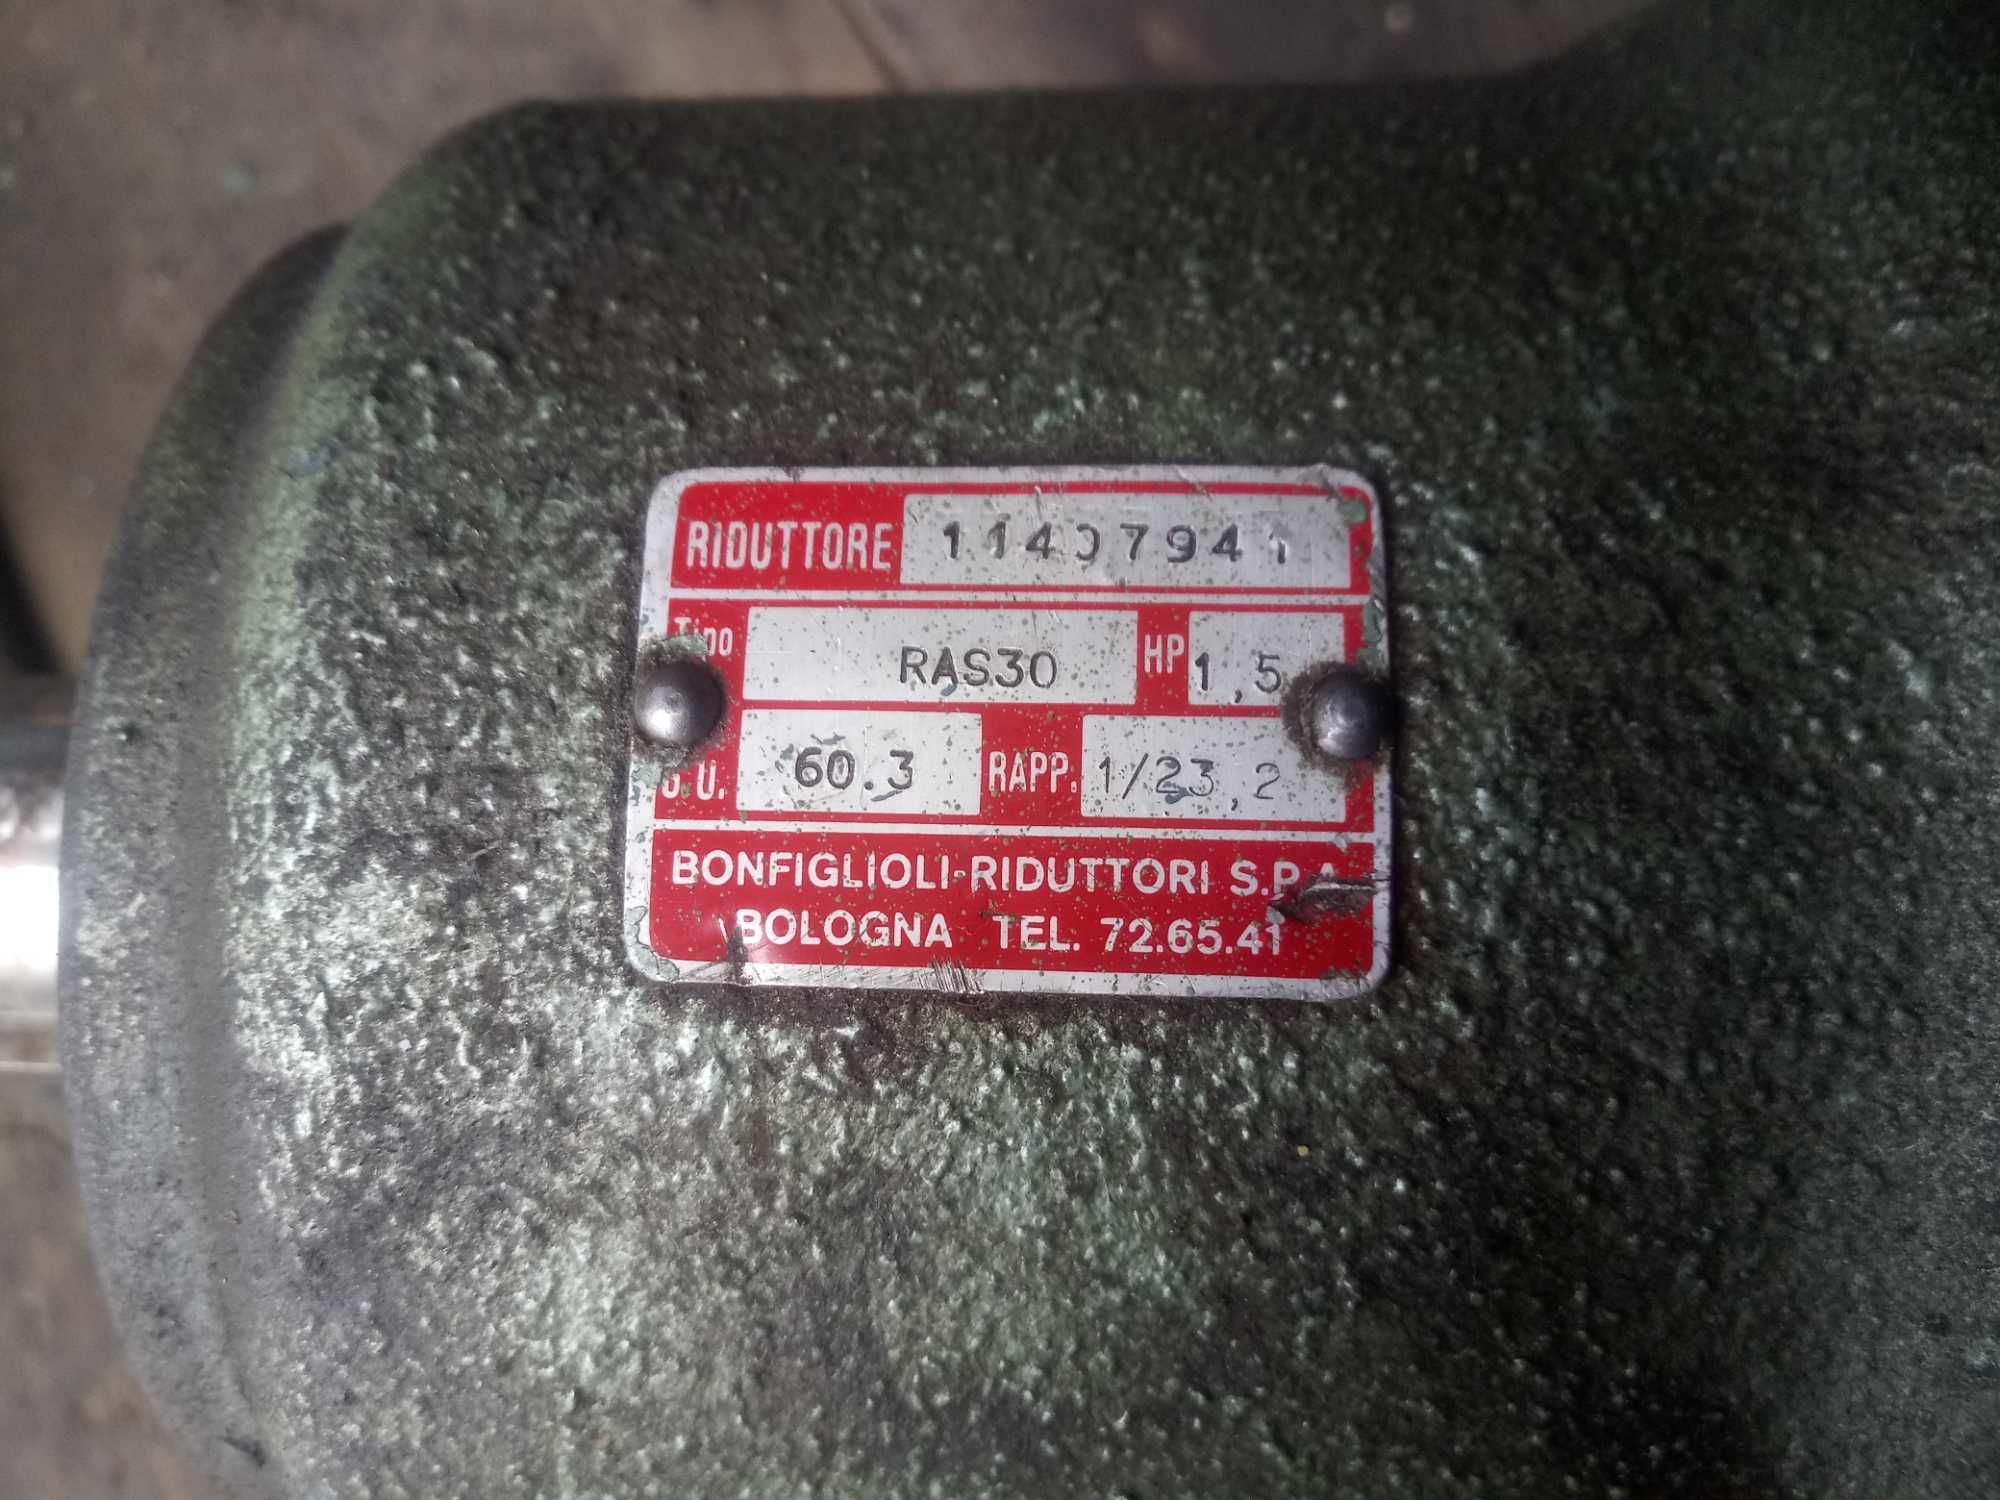 RIDUTTORE 11407941
Tipo RAS30 HP 1,5
G.U. 60.3 RAPP. 1/23,2
BONFIGLIOLI-RIDUTTORI S.P.A.
BOLOGNA TEL. 72.65.41